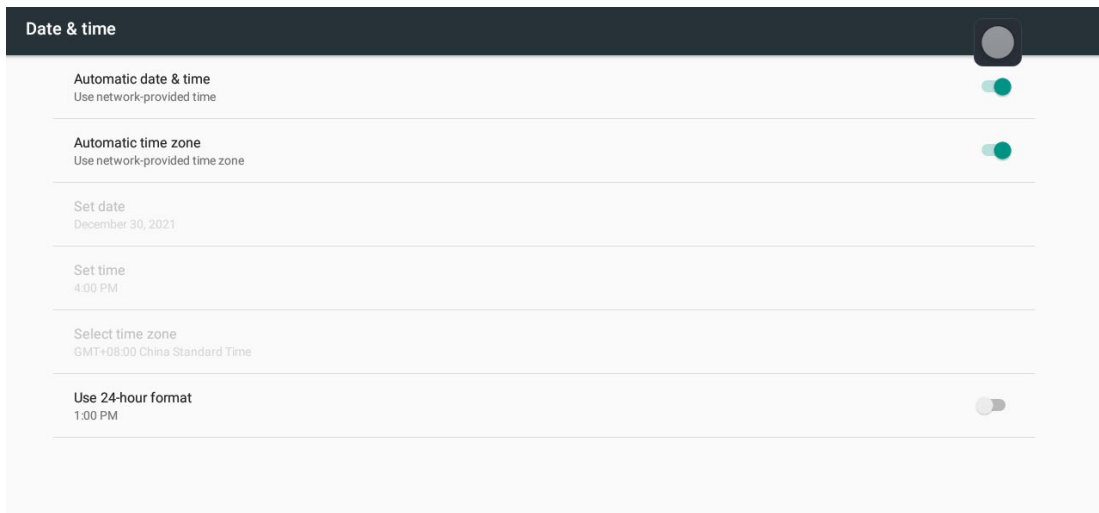 Date & time
Automatic date & time
Use network-provided time
Automatic time zone
Use network-provided time zone
Set date
December 30, 2021
Set time
4:00 PM
Select time zone
GMT+08:00 China Standard Time
Use 24-hour format
1:00 PM